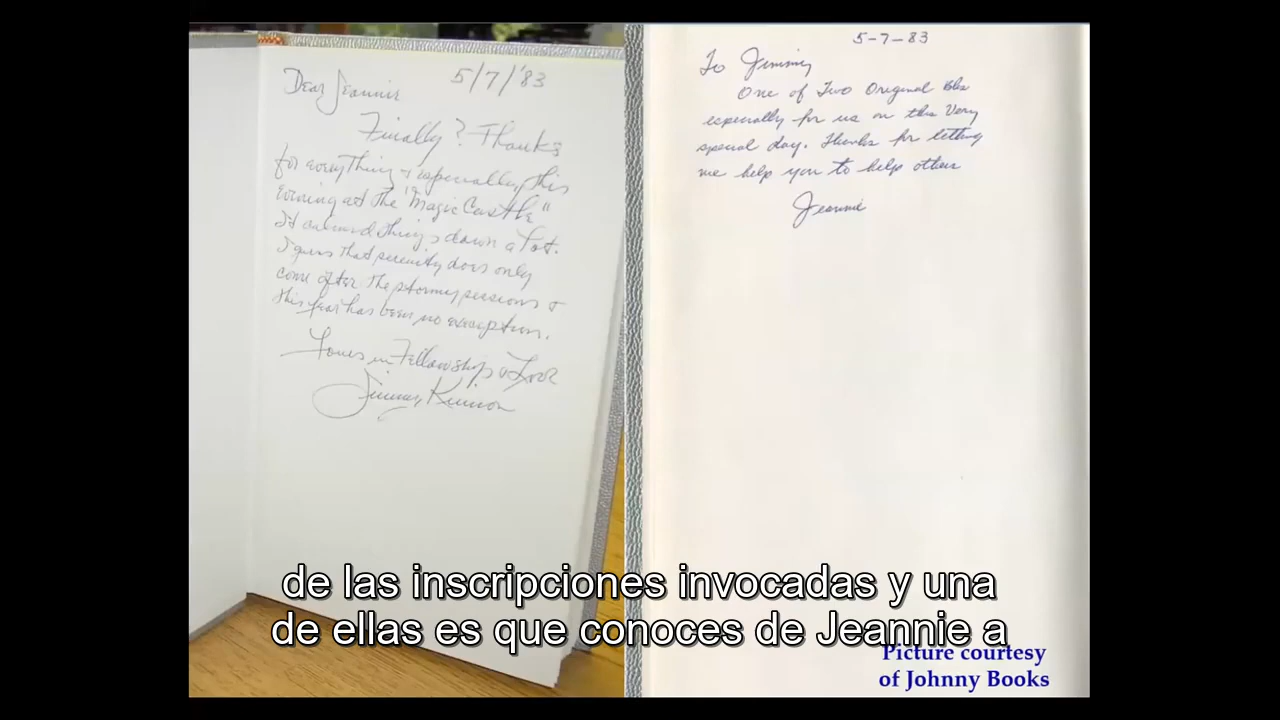 5/7/'83
Dear Jeannie
Finally? Thanks
for everything & especially, this
evening at the "Magic Castle"
It calmed things down a lot.
I guess that serenity does only
come after the stormy sessions &
this year has been no exception.
Yours in Fellowship & Love
Jimmy Kinnon
5-7-83
To Jimmy
One of Two Original Bks
especially for us on this Very
special day. Thanks for letting
me help you to help others
Jeannie
de las inscripciones invocadas y una
de ellas es que conoces de Jeannie a
Picture courtesy
of Johnny Books